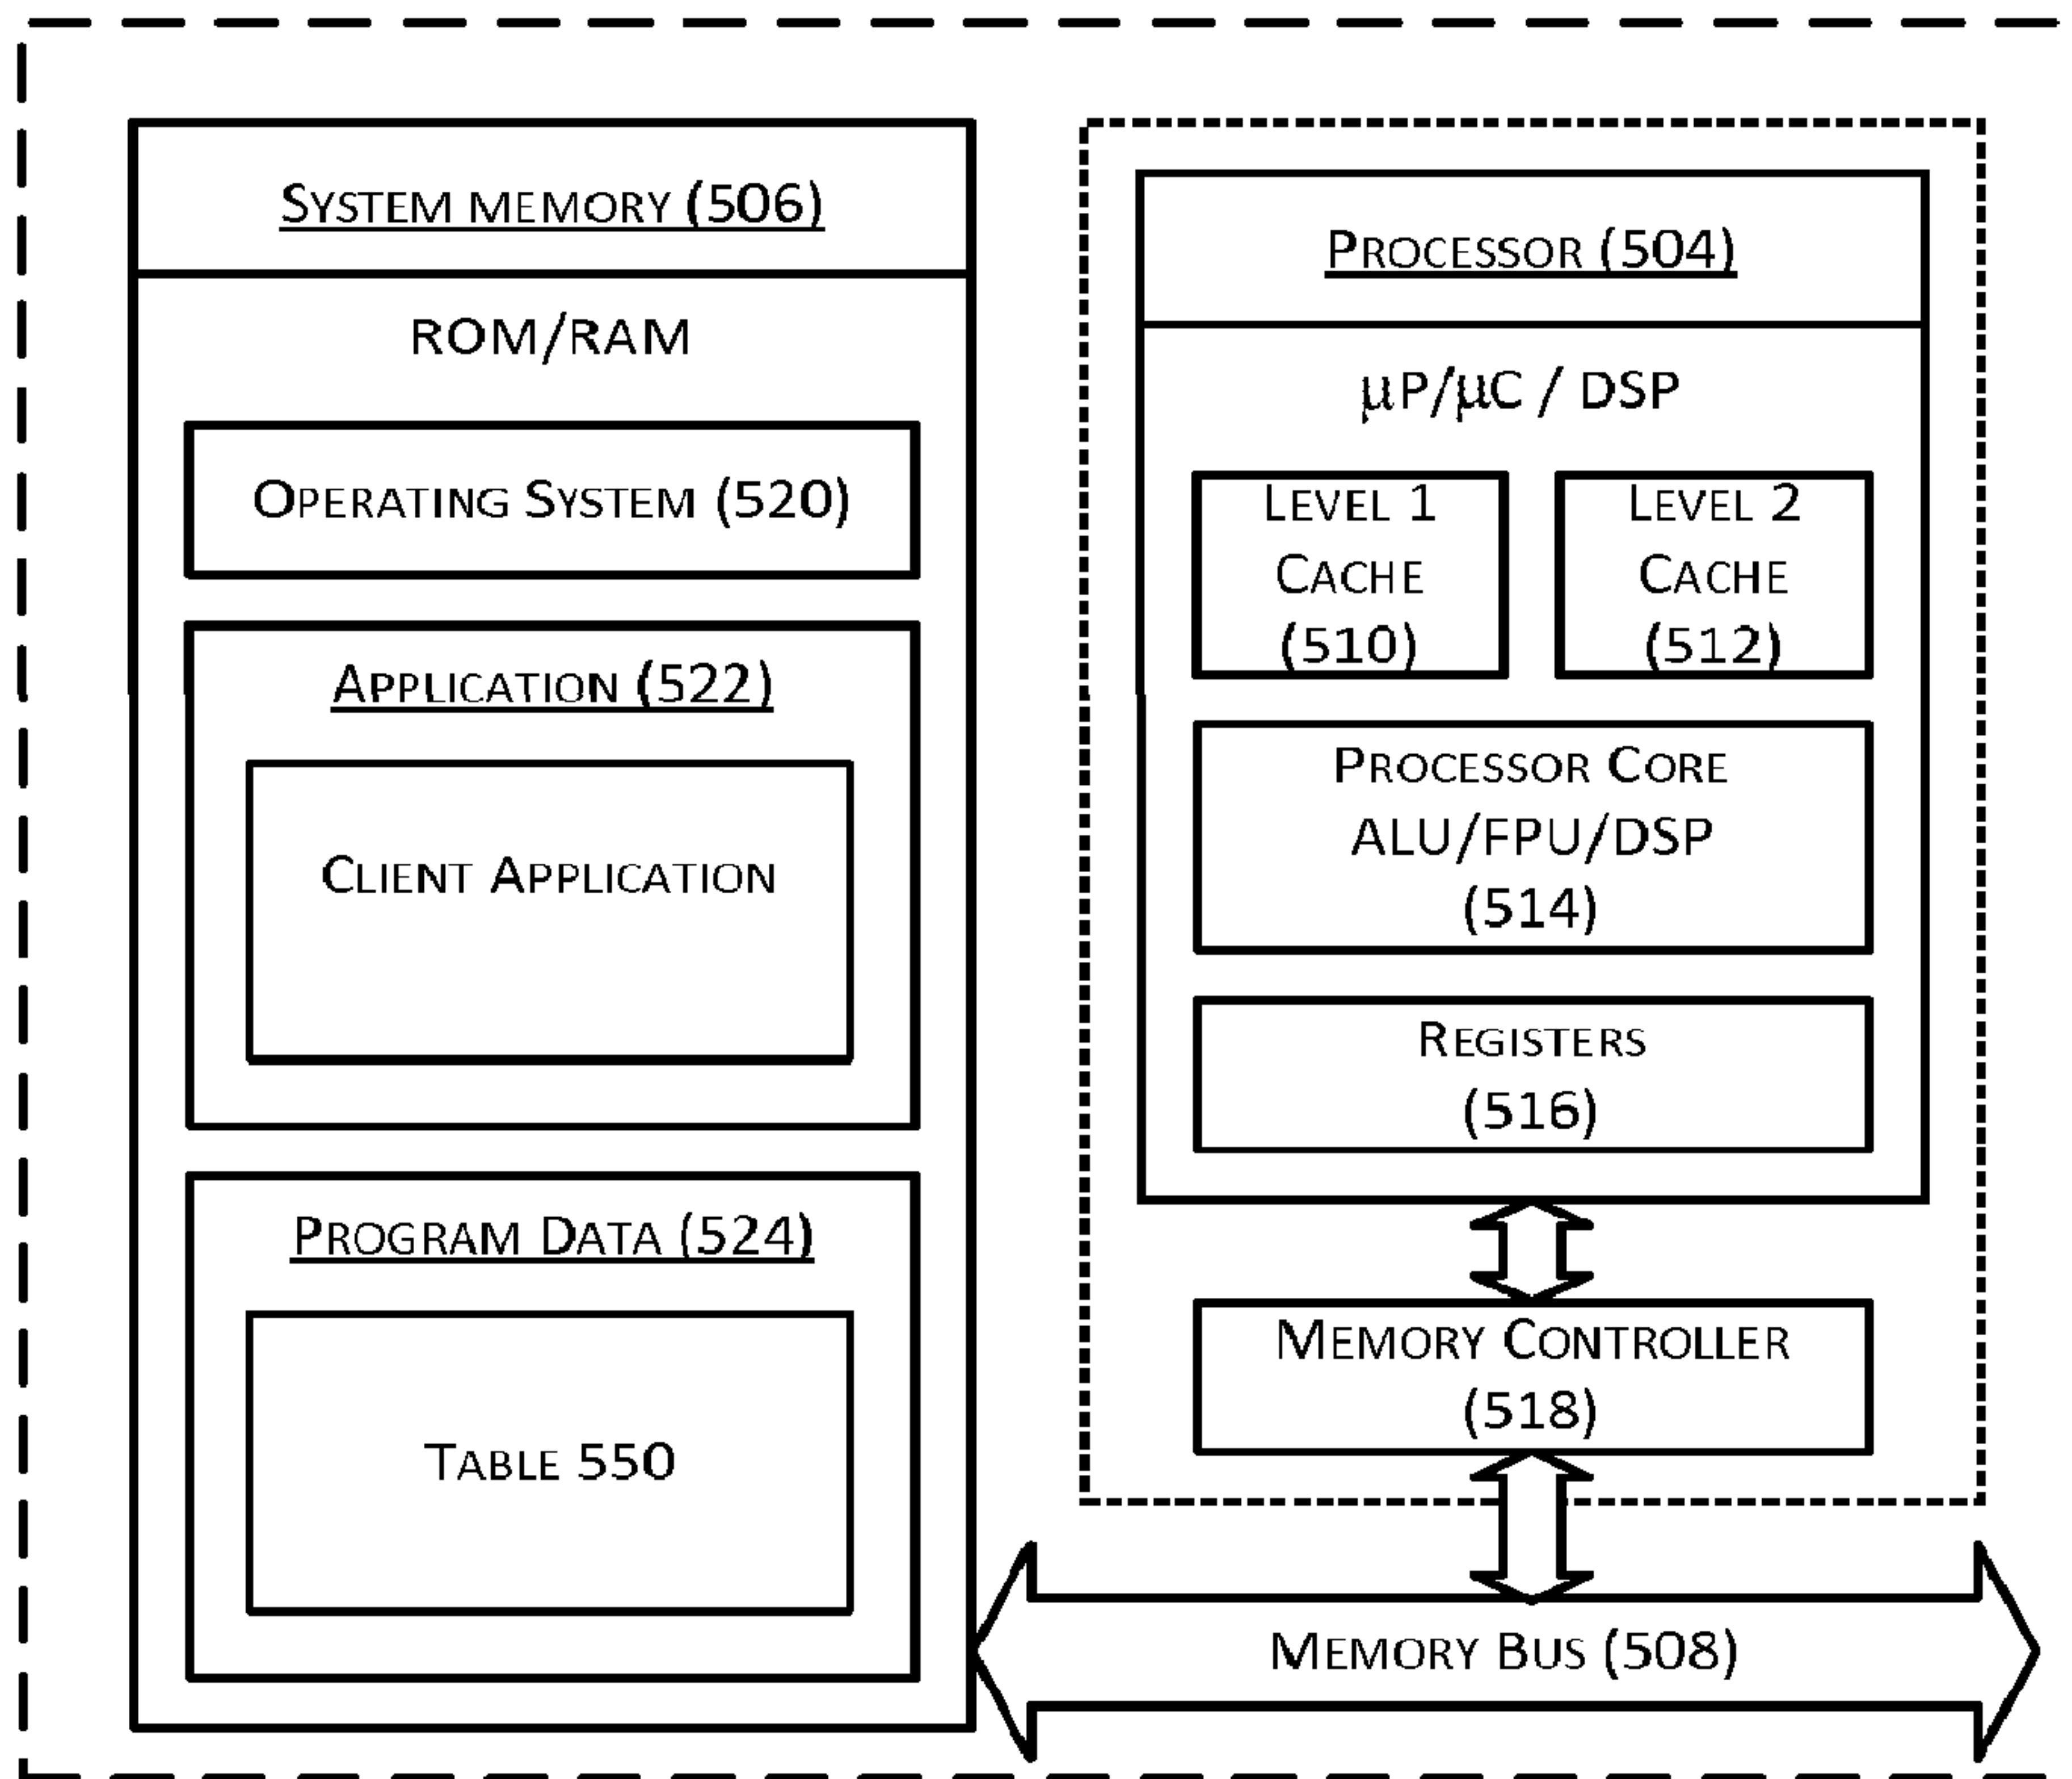 System memory (506)
ROM/RAM
Operating System (520)
Application (522)
Client Application
Program Data (524)
Table 550
Processor (504)
µP/µC / DSP
Level 1
Cache
(510)
Level 2
Cache
(512)
Processor Core
ALU/FPU/DSP
(514)
Registers
(516)
Memory Controller
(518)
Memory Bus (508)